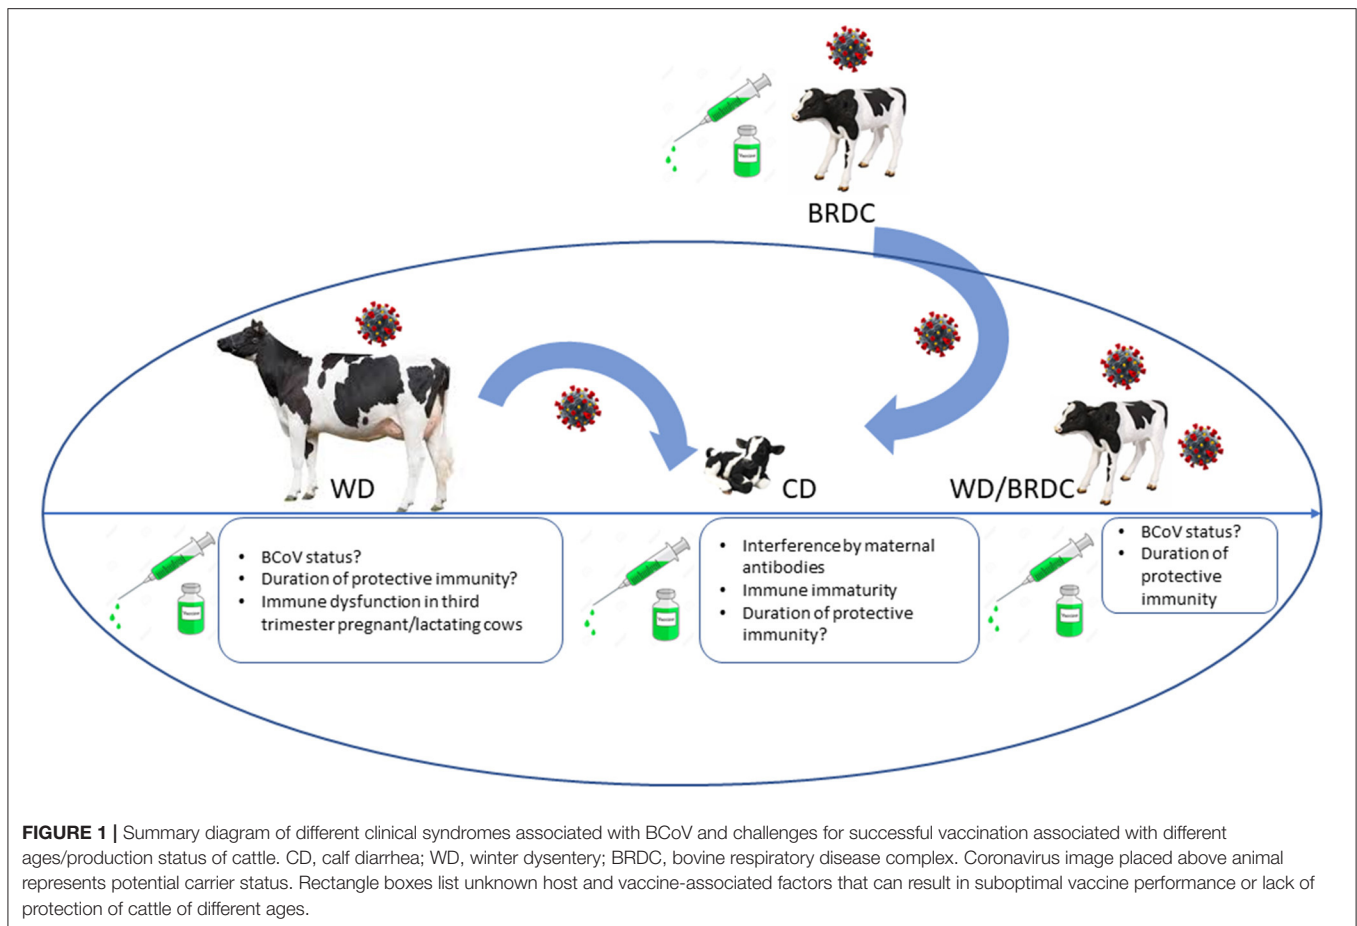 BRDC
WD
CD
WD/BRDC
• BCoV status?
• Duration of protective immunity?
• Immune dysfunction in third
trimester pregnant/lactating cows
• Interference by maternal
antibodies
• Immune immaturity
• Duration of protective
immunity?
• BCoV status?
• Duration of
protective
immunity
Vaccine
Vaccine
Vaccine
Vaccine
FIGURE 1 | Summary diagram of different clinical syndromes associated with BCoV and challenges for successful vaccination associated with different
ages/production status of cattle. CD, calf diarrhea; WD, winter dysentery; BRDC, bovine respiratory disease complex. Coronavirus image placed above animal
represents potential carrier status. Rectangle boxes list unknown host and vaccine-associated factors that can result in suboptimal vaccine performance or lack of
protection of cattle of different ages.